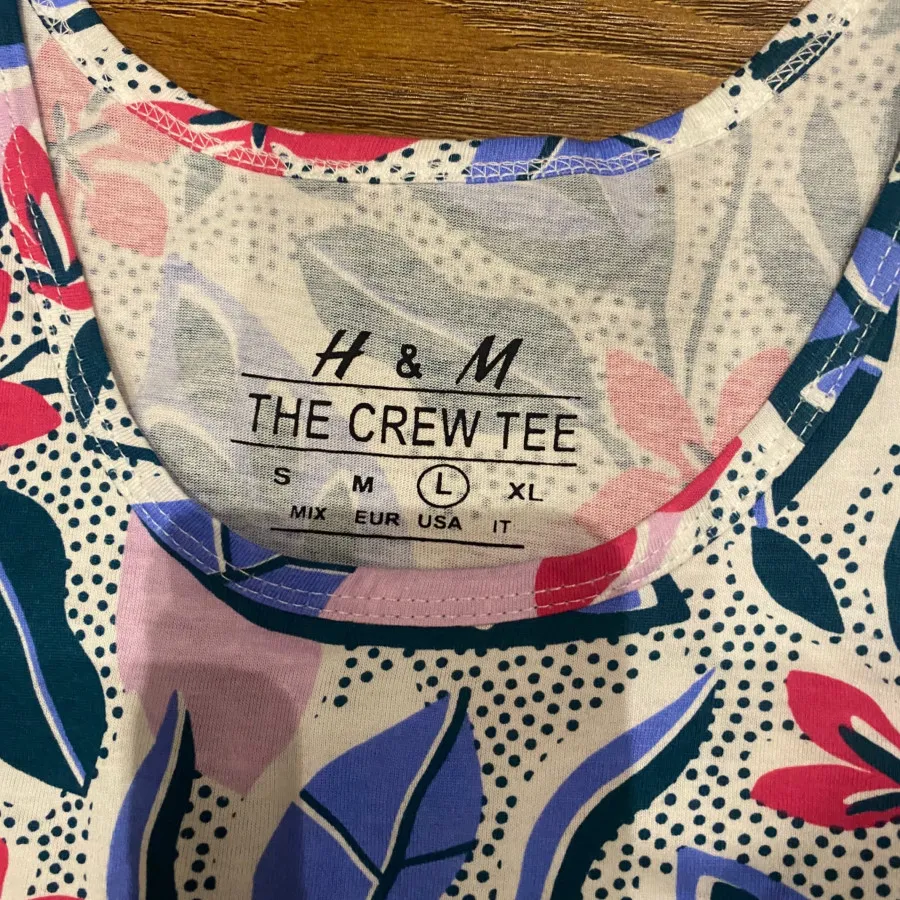 H & M
THE CREW TEE
S M L XL
MIX EUR USA IT